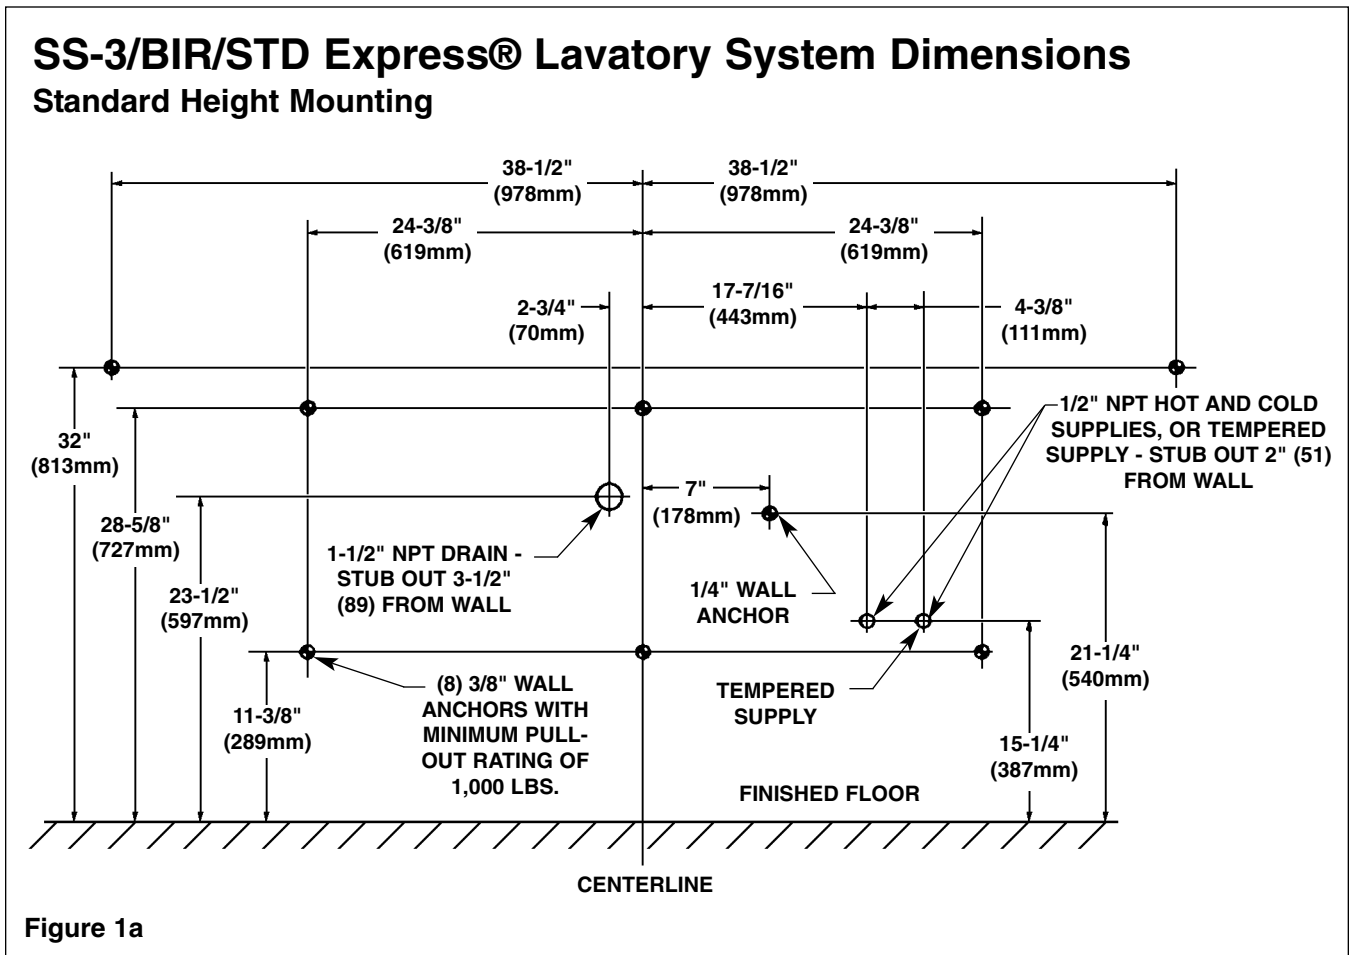 SS-3/BIR/STD Express® Lavatory System Dimensions
Standard Height Mounting
38-1/2"
(978mm)
38-1/2"
(978mm)
24-3/8"
(619mm)
24-3/8"
(619mm)
2-3/4"
(70mm)
17-7/16"
(443mm)
4-3/8"
(111mm)
32"
(813mm)
28-5/8"
(727mm)
23-1/2"
(597mm)
11-3/8"
(289mm)
1-1/2" NPT DRAIN -
STUB OUT 3-1/2"
(89) FROM WALL
7"
(178mm)
1/4" WALL
ANCHOR
1/2" NPT HOT AND COLD
SUPPLIES, OR TEMPERED
SUPPLY - STUB OUT 2" (51)
FROM WALL
(8) 3/8" WALL
ANCHORS WITH
MINIMUM PULL-
OUT RATING OF
1,000 LBS.
TEMPERED
SUPPLY
21-1/4"
(540mm)
15-1/4"
(387mm)
FINISHED FLOOR
CENTERLINE
Figure 1a